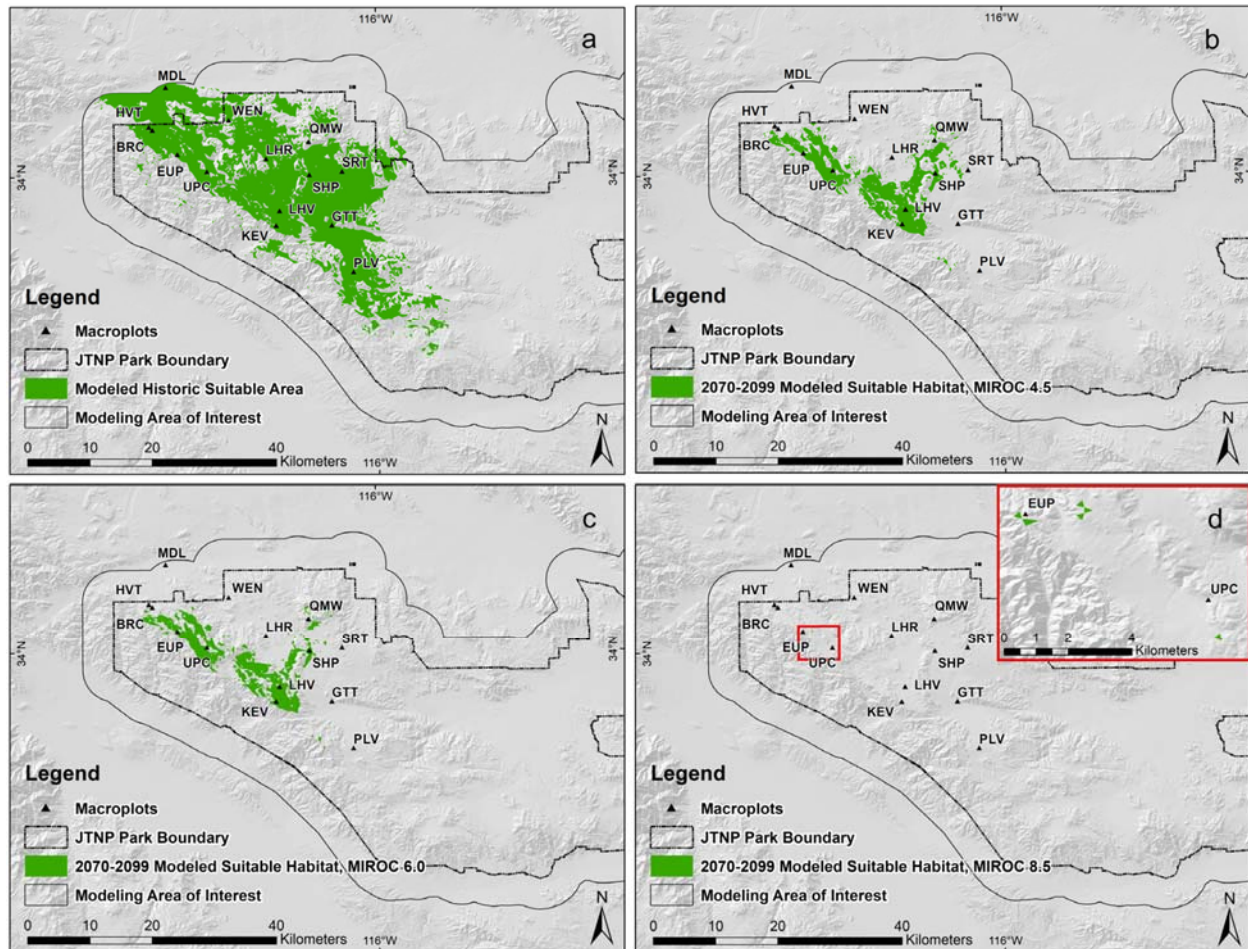 116°W
a
MDL
HVT
WEN
BRC
QMW
LHR
SRT
EUP
UPC
SHP
34°N
34°N
LHV
GTT
KEV
PLV
Legend
Macroplots
JTNP Park Boundary
Modeled Historic Suitable Area
Modeling Area of Interest
N
0 10 20 40
Kilometers
116°W
116°W
b
MDL
HVT
WEN
BRC
QMW
LHR
SRT
EUP
UPC
SHP
34°N
LHV
GTT
KEV
PLV
Legend
Macroplots
JTNP Park Boundary
2070-2099 Modeled Suitable Habitat, MIROC 4.5
Modeling Area of Interest
N
0 10 20 40
Kilometers
116°W
c
MDL
HVT
WEN
BRC
QMW
LHR
SRT
EUP
UPC
SHP
34°N
LHV
GTT
KEV
PLV
Legend
Macroplots
JTNP Park Boundary
2070-2099 Modeled Suitable Habitat, MIROC 6.0
Modeling Area of Interest
N
0 10 20 40
Kilometers
116°W
d
EUP
UPC
0 1 2 4
Kilometers
MDL
HVT
WEN
BRC
QMW
LHR
SRT
EUP
UPC
SHP
34°N
LHV
GTT
KEV
PLV
Legend
Macroplots
JTNP Park Boundary
2070-2099 Modeled Suitable Habitat, MIROC 8.5
Modeling Area of Interest
N
0 10 20 40
Kilometers
116°W